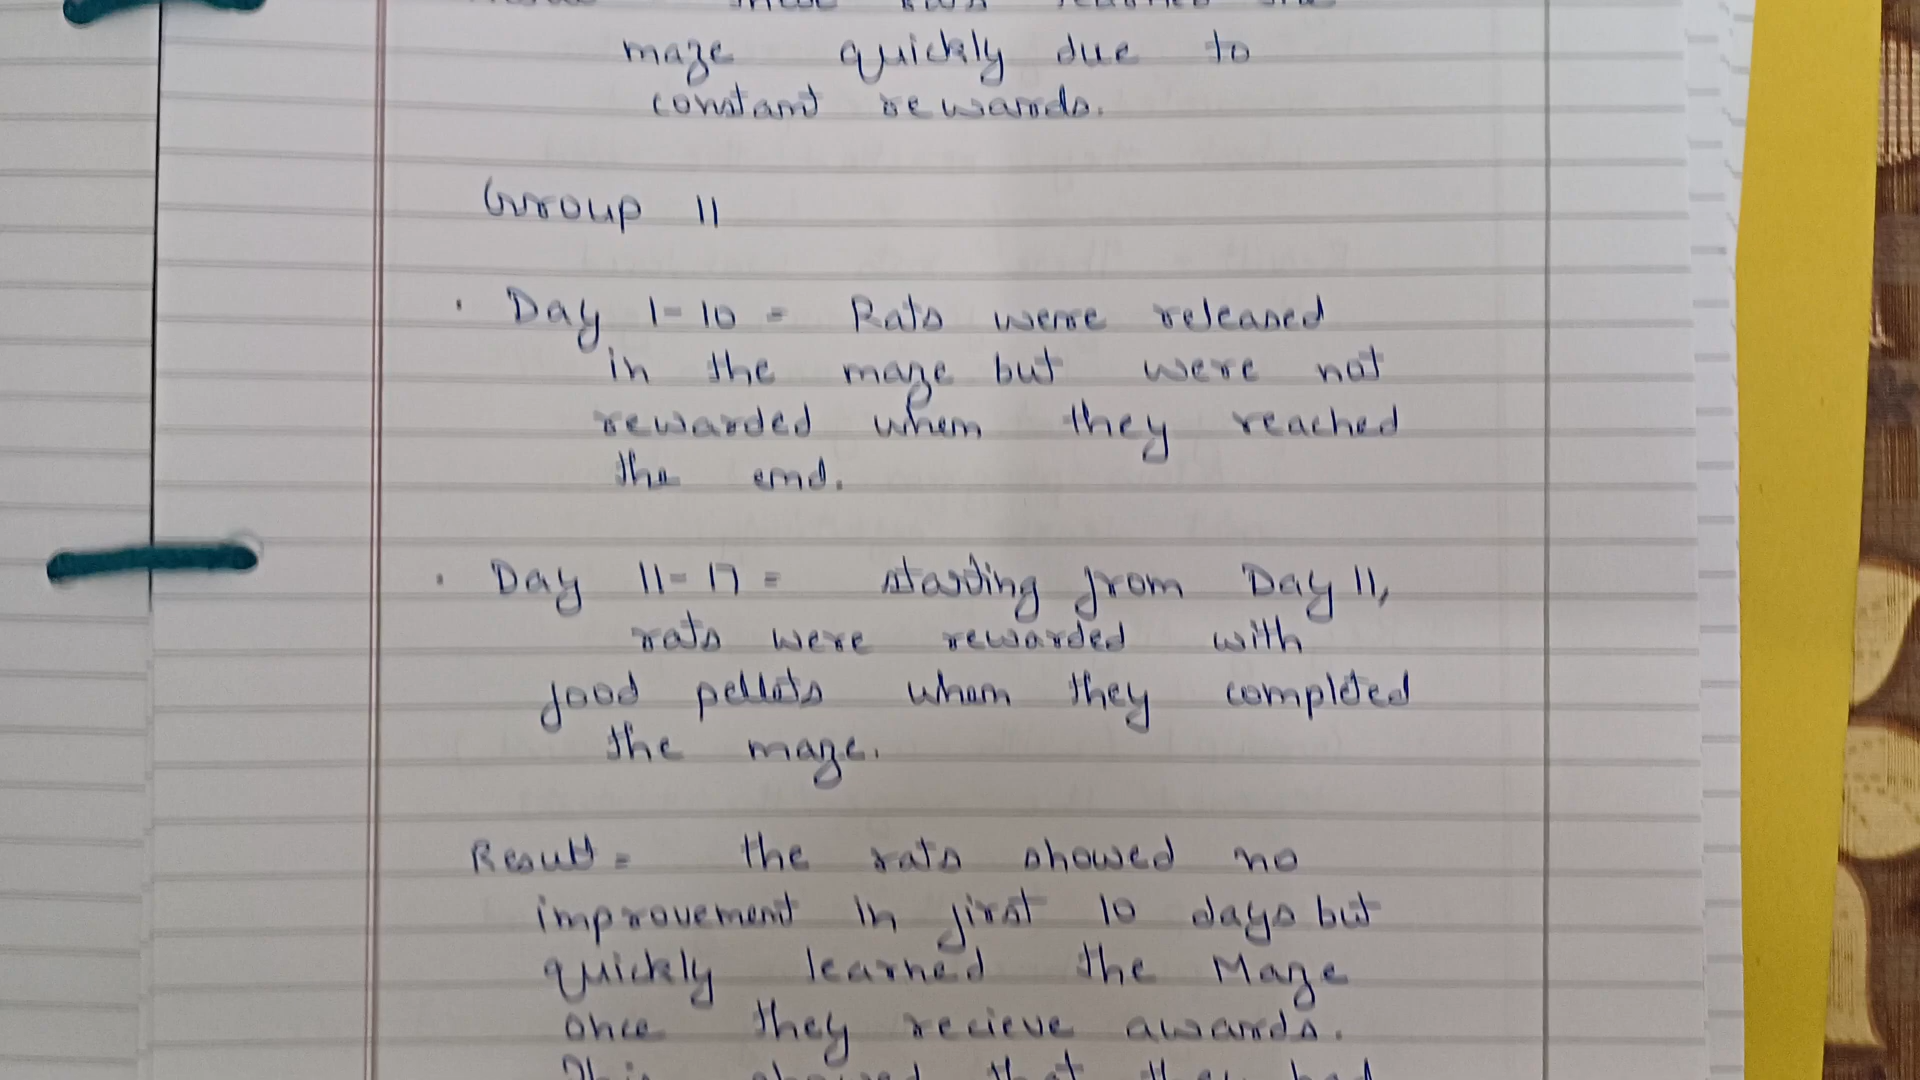 maze quickly due to
constant rewards.
Group 11
· Day 1-10 = Rats were released
in the maze but were not
rewarded when they reached
the end.
· Day 11-17 = starting from Day 11,
rats were rewarded with
food pellets when they completed
the maze.
Result = the rats showed no
improvement in first 10 days but
quickly learned the Maze
once they recieve awards.